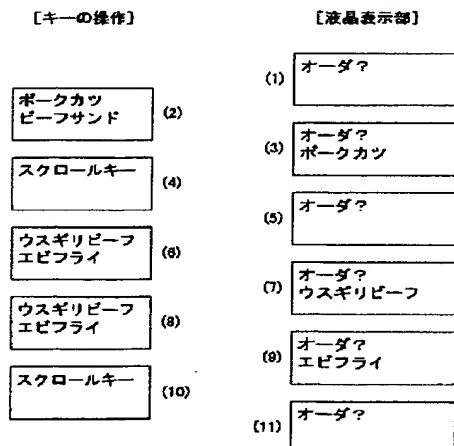 [キーの操作]
[液晶表示部]
(1)
オーダ?
ポークカツ
ビーフサンド
(2)
(3)
オーダ?
ポークカツ
スクロールキー
(4)
(5)
オーダ?
ウスギリビーフ
エビフライ
(6)
(7)
オーダ?
ウスギリビーフ
ウスギリビーフ
エビフライ
(8)
(9)
オーダ?
エビフライ
スクロールキー
(10)
(11)
オーダ?